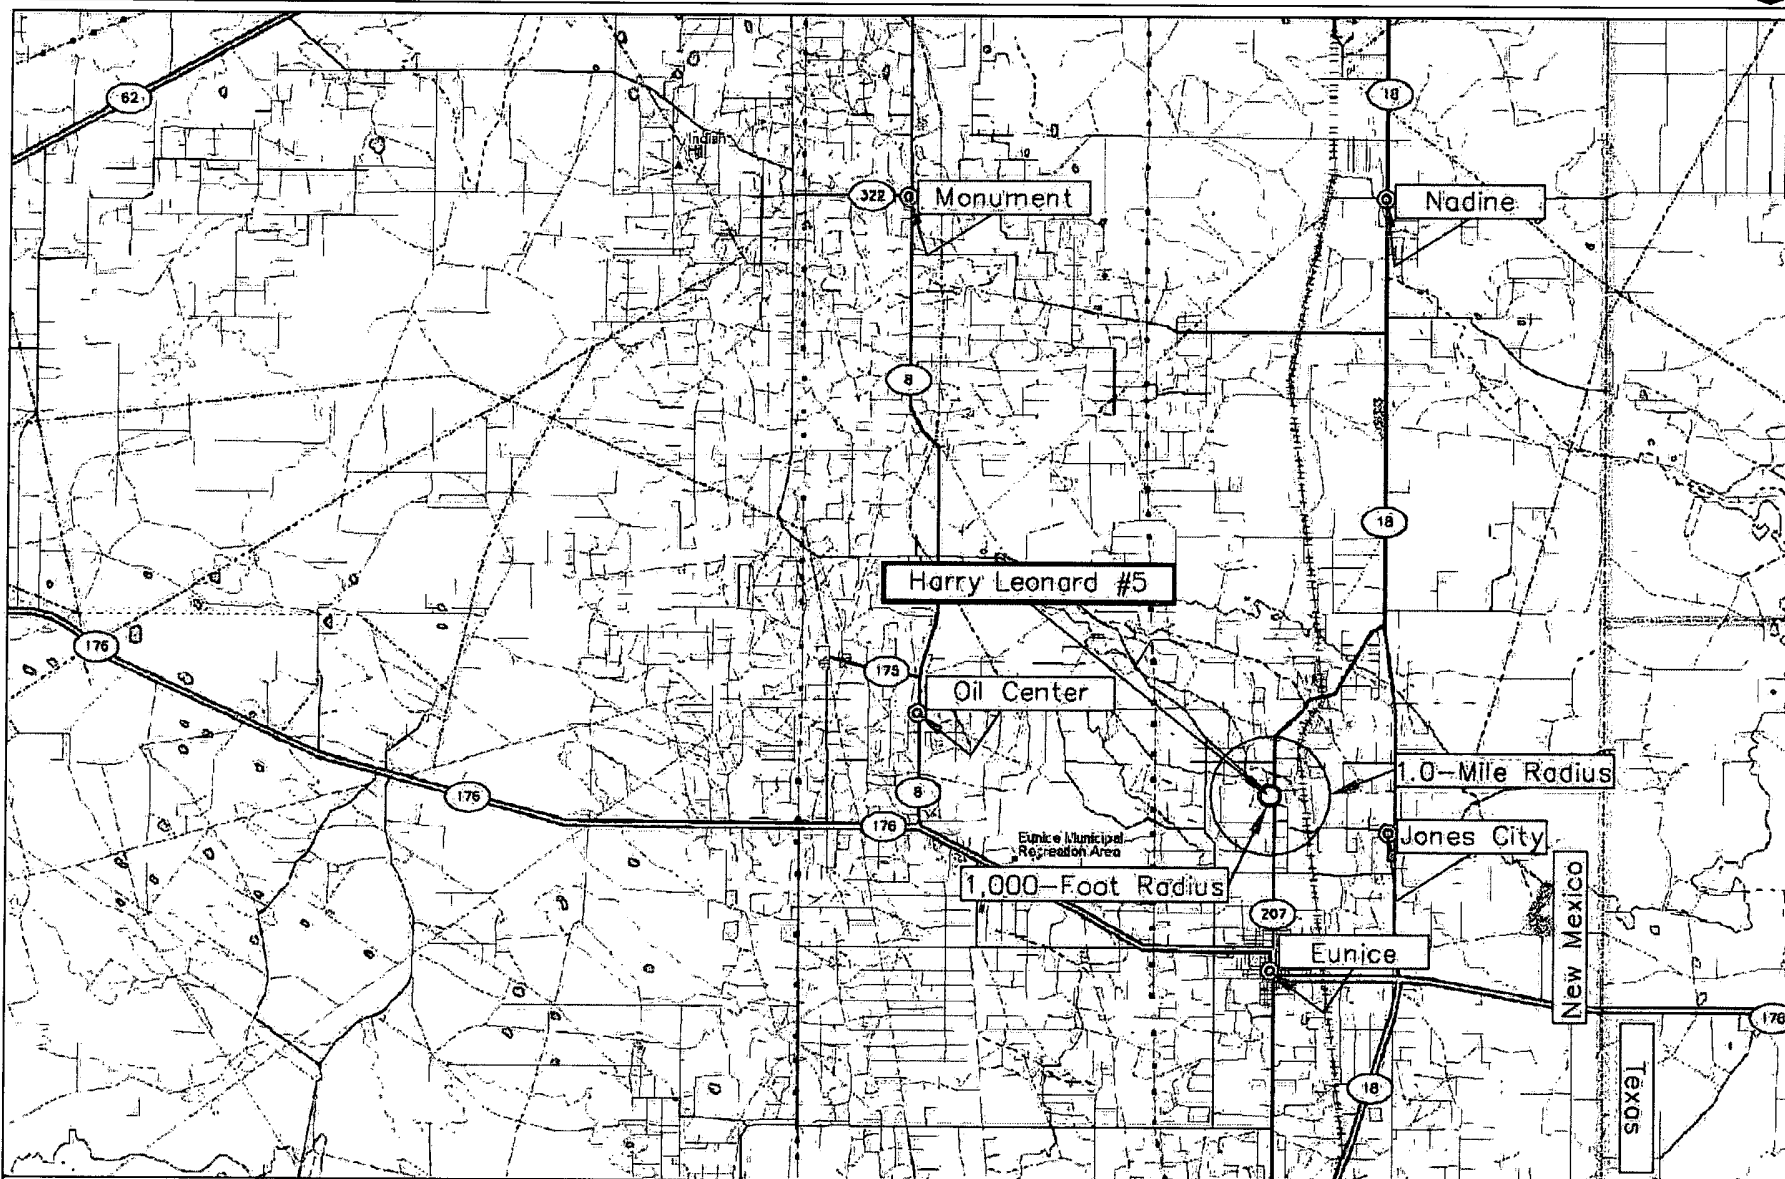 62
18
Indian
Hill
322
Monument
Nadine
8
18
Harry Leonard #5
176
175
Oil Center
1.0-Mile Radius
176
8
176
Eunice Municipal
Recreation Area
Jones City
1,000-Foot Radius
207
Eunice
New Mexico
176
18
Texas